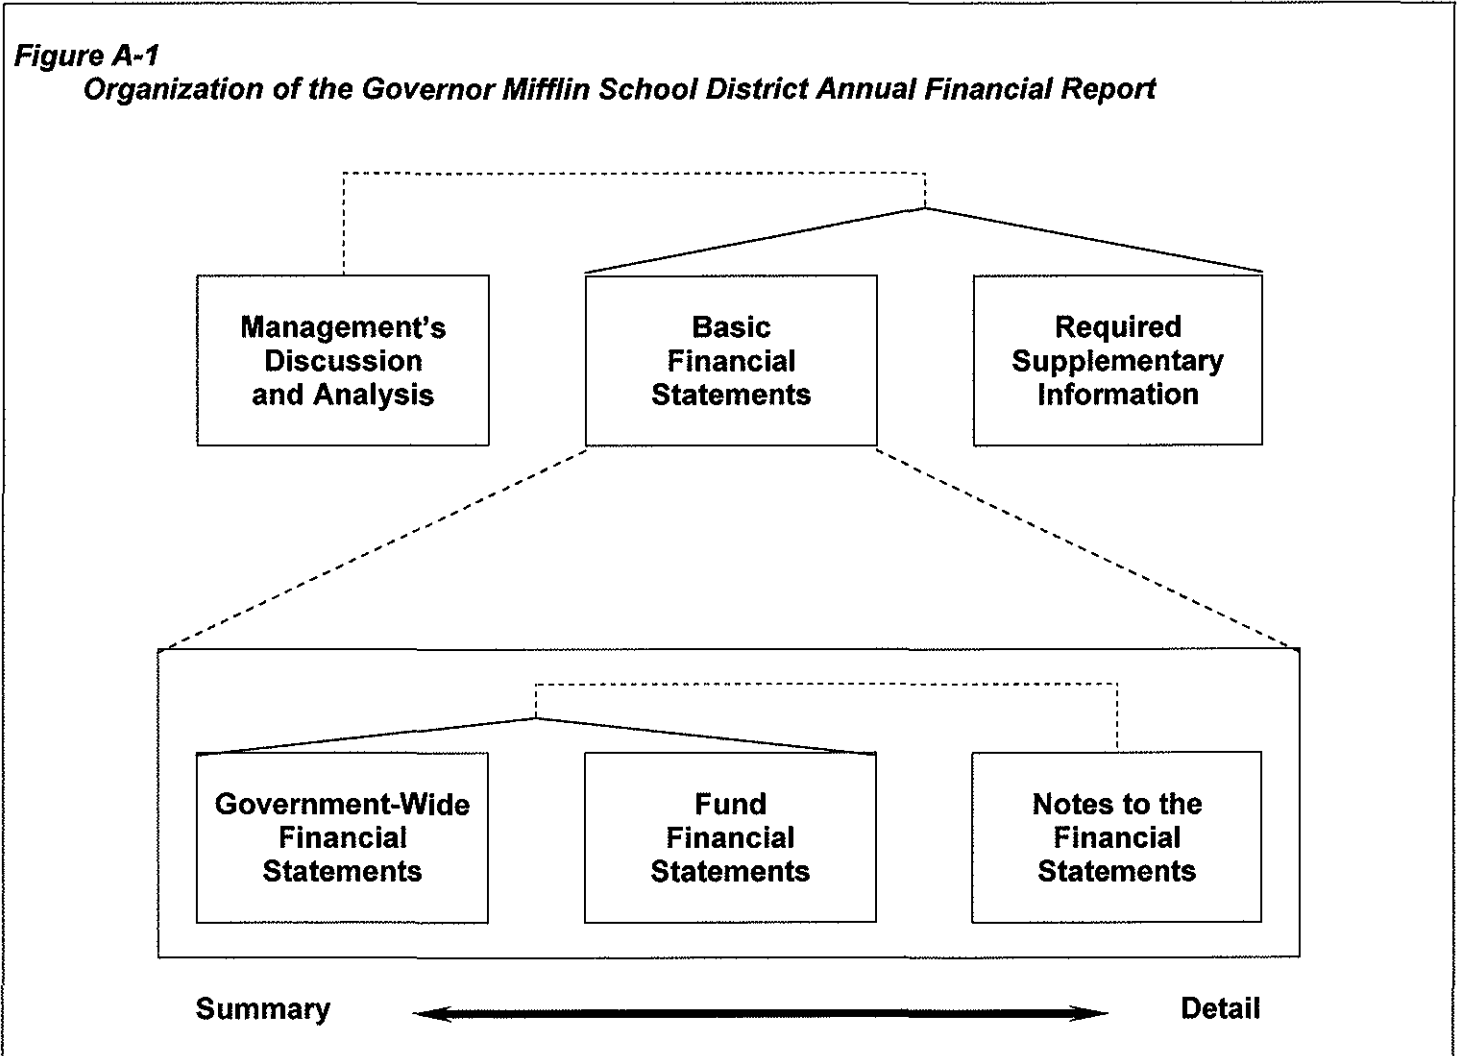 Figure A-1
Organization of the Governor Mifflin School District Annual Financial Report
Management's
Discussion
and Analysis
Basic
Financial
Statements
Required
Supplementary
Information
Government-Wide
Financial
Statements
Fund
Financial
Statements
Notes to the
Financial
Statements
Summary
Detail